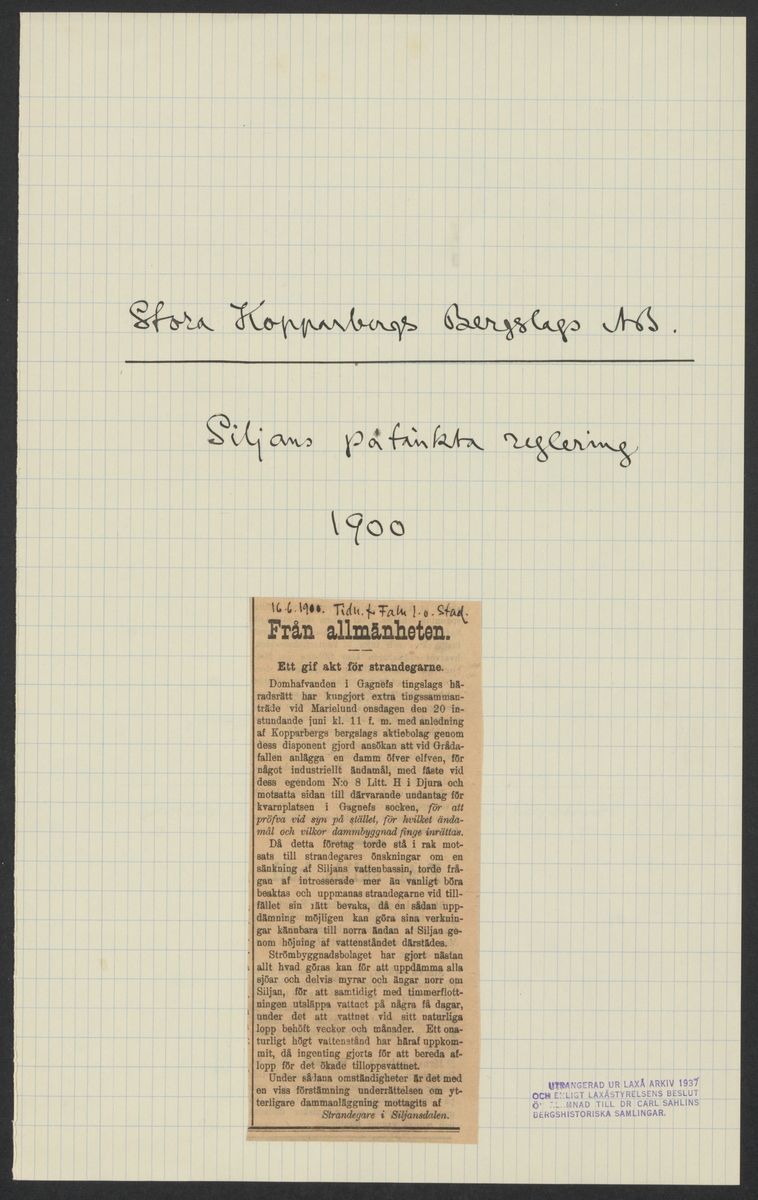 Stora Kopparbergs Bergslags AB.
Siljans påtänkta reglering
1900
16.6.1900. Tidn. f. Falu l. o. Stad.
Från allmänheten.
Ett gif akt för strandegarne.
Domhafvanden i Gagnefs tingslags hä-
radsrätt har kungjort extra tingssamman-
träde vid Marielund onsdagen den 20 in-
stundande juni kl. 11 f. m. med anledning
af Kopparbergs bergslags aktiebolag genom
dess disponent gjord ansökan att vid Gråda-
fallen anlägga en damm öfver elfven, för
något industriellt ändamål, med fäste vid
dess egendom N:o 8 Litt. H i Djura och
motsatta sidan till därvarande undantag för
kvarnplatsen i Gagnefs socken, för att
pröfva vid syn på stället, för hvilket ända-
mål och vilkor dammbyggnad finge inrättas.
Då detta företag torde stå i rak mot-
sats till strandegares önskningar om en
sänkning af Siljans vattenbassin, torde frå-
gan af intresserade mer än vanligt böra
beaktas och uppmanas strandegarne vid till-
fället sin rätt bevaka, då en sådan upp-
dämning möjligen kan göra sina verknin-
gar kännbara till norra ändan af Siljan ge-
nom höjning af vattenståndet därstädes.
Strömbyggnadsbolaget har gjort nästan
allt hvad göras kan för att uppdämma alla
sjöar och delvis myrar och ängar norr om
Siljan, för att samtidigt med timmerflott-
ningen utsläppa vattnet på några få dagar,
under det att vattnet vid sitt naturliga
lopp behöft veckor och månader. Ett ona-
turligt högt vattenstånd har häraf uppkom-
mit, då ingenting gjorts för att bereda af-
lopp för det ökade tilloppsvattnet.
Under sådana omständigheter är det med
en viss förstämning underrättelsen om yt-
terligare dammanläggning mottagits af
Strandegare i Siljansdalen.
UTRANGERAD UR LAXÅ ARKIV 1937
OCH ENLIGT LAXÅSTYRELSENS BESLUT
TILL DR CARL SAHLINS
BERGSHISTORISKA SAMLINGAR.